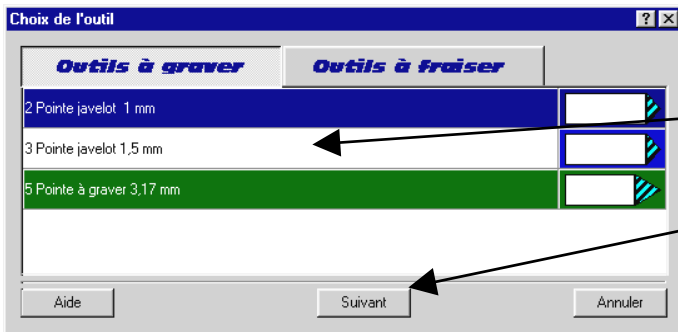 Choix de l'outil
Outils à graver Outils à fraiser
2 Pointe javelot 1 mm
3 Pointe javelot 1,5 mm
5 Pointe à graver 3,17 mm
Aide Suivant Annuler